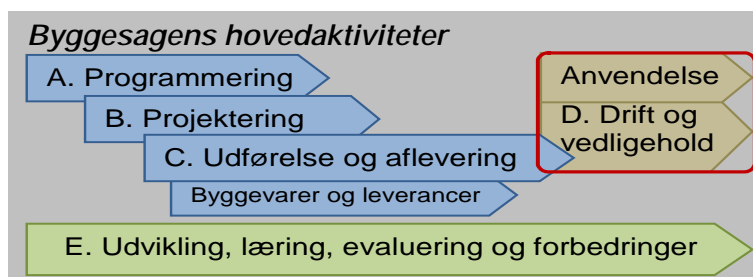 Byggesagens hovedaktiviteter
A. Programmering
Anvendelse
B. Projektering
D. Drift og
vedligehold
C. Udførelse og aflevering
Byggevarer og leverancer
E. Udvikling, læring, evaluering og forbedringer